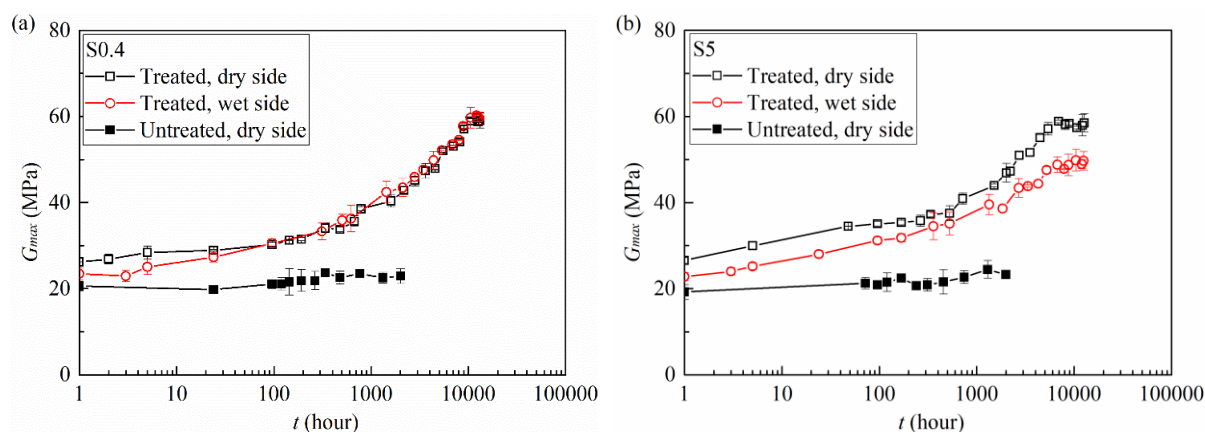 (a)
80
60
40
20
0
G_max (MPa)
S0.4
Treated, dry side
Treated, wet side
Untreated, dry side
1 10 100 1000 10000 100000
t (hour)
(b)
80
60
40
20
0
G_max (MPa)
S5
Treated, dry side
Treated, wet side
Untreated, dry side
1 10 100 1000 10000 100000
t (hour)